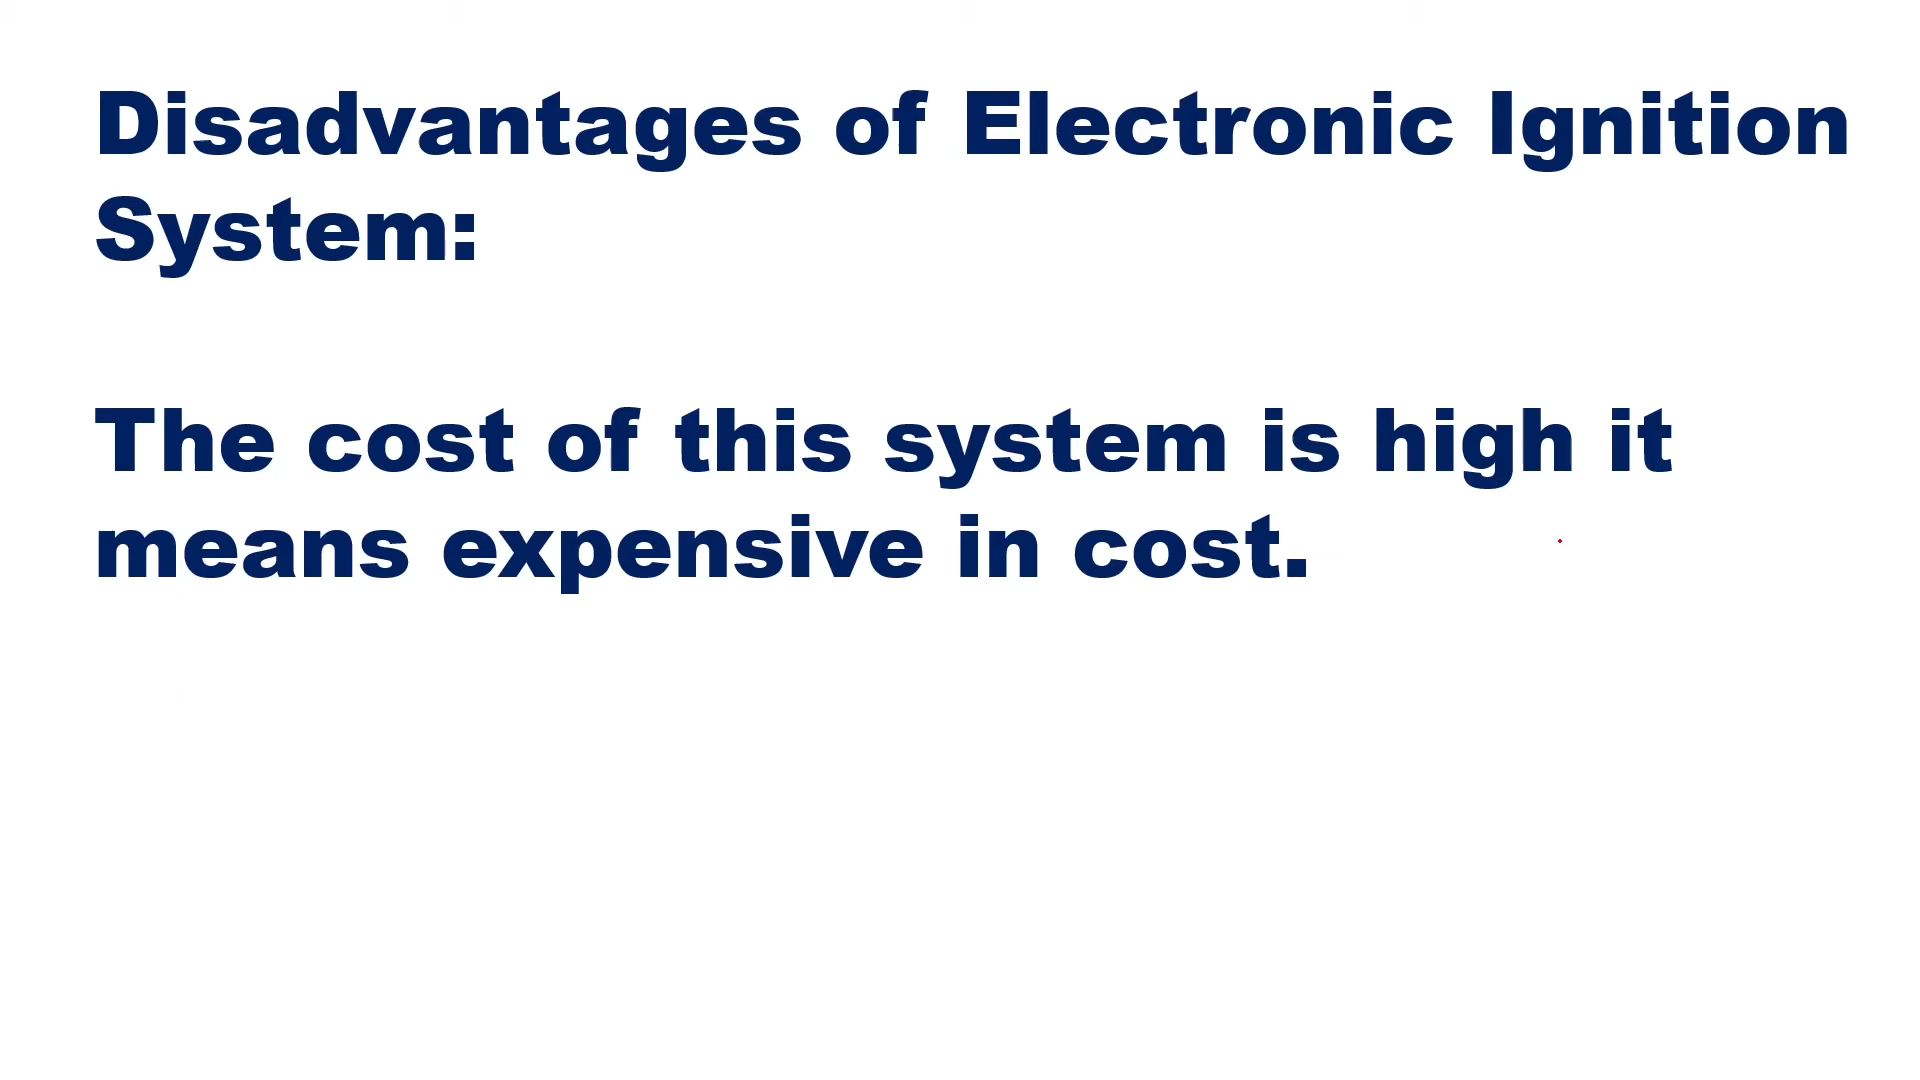 Disadvantages of Electronic Ignition
System:
The cost of this system is high it
means expensive in cost.